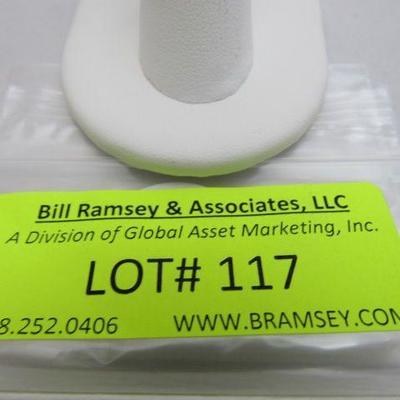 Bill Ramsey & Associates, LLC
A Division of Global Asset Marketing, Inc.
LOT# 117
8.252.0406 WWW.BRAMSEY.COM